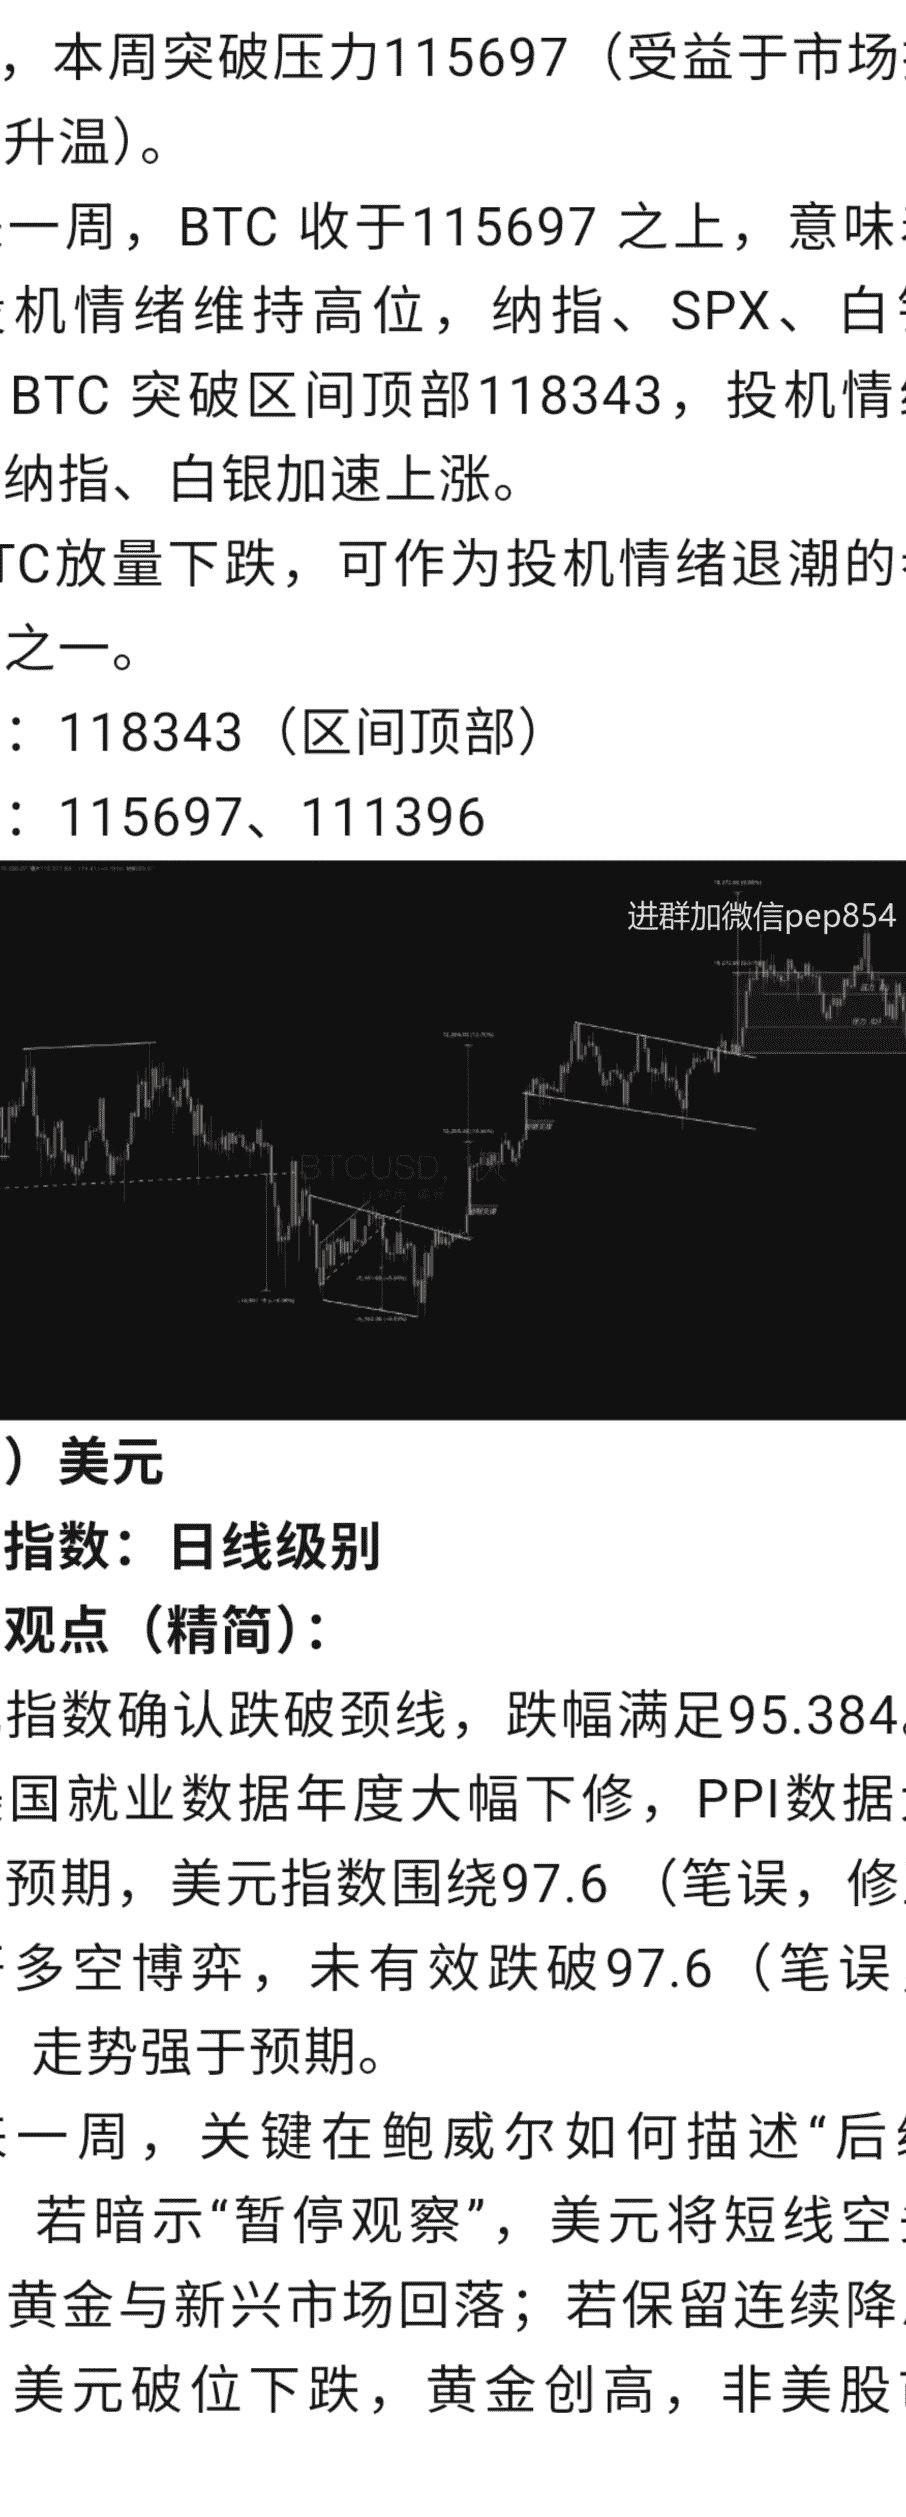 ，本周突破压力115697（受益于市场
升温）。
一周，BTC 收于115697 之上，意味
机情绪维持高位，纳指、SPX、白
BTC 突破区间顶部118343，投机情
纳指、白银加速上涨。
TC放量下跌，可作为投机情绪退潮的
之一。
：118343（区间顶部）
：115697、111396
进群加微信pep854
BTCUSD,
）美元
指数：日线级别
观点（精简）：
指数确认跌破颈线，跌幅满足95.384
国就业数据年度大幅下修，PPI数据
预期，美元指数围绕97.6 （笔误，修
多空博弈，未有效跌破97.6（笔误
走势强于预期。
一周，关键在鲍威尔如何描述“后
若暗示“暂停观察”，美元将短线空
黄金与新兴市场回落；若保留连续降
美元破位下跌，黄金创高，非美股